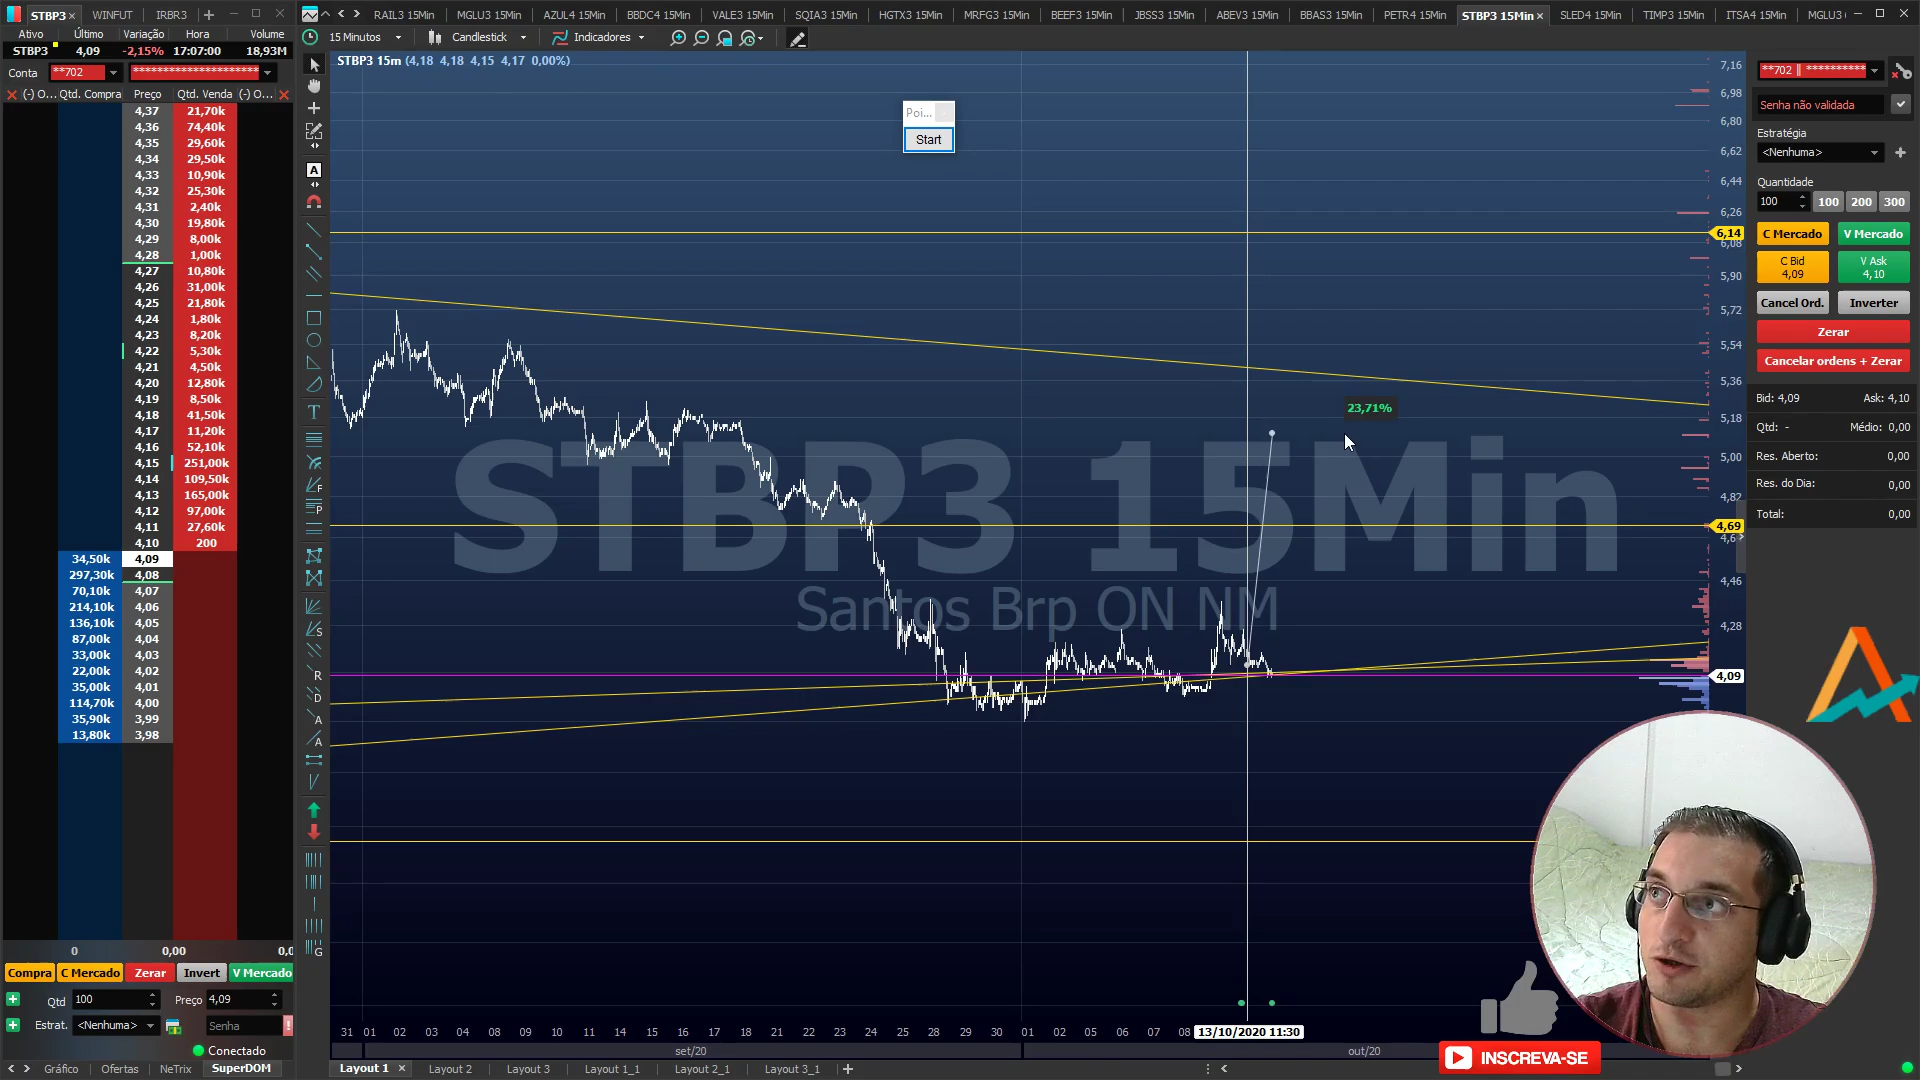 STBP3 WINFUT IRBR3
RAIL3 15Min MGLU3 15Min AZUL4 15Min BBDC4 15Min VALE3 15Min SQIA3 15Min HGTX3 15Min MRFG3 15Min BEEF3 15Min JBSS3 15Min ABEV3 15Min BBAS3 15Min PETR4 15Min STBP3 15Min SLED4 15Min TIMP3 15Min ITSA4 15Min MGLU3
Ativo Último Variação Hora Volume
STBP3 4,09 -2,15% 17:07:00 18,93M
15 Minutos Candlestick Indicadores
STBP3 15m (4,18 4,18 4,15 4,17 0,00%)
Conta **702 **********************
(-) O... Qtd. Compra Preço Qtd. Venda (-) O...
4,37 21,70k
4,36 74,40k
4,35 29,60k
4,34 29,50k
4,33 10,90k
4,32 25,30k
4,31 2,40k
4,30 19,80k
4,29 8,00k
4,28 1,00k
4,27 10,80k
4,26 31,00k
4,25 21,80k
4,24 1,80k
4,23 8,20k
4,22 5,30k
4,21 4,50k
4,20 12,80k
4,19 8,50k
4,18 41,50k
4,17 11,20k
4,16 52,10k
4,15 251,00k
4,14 109,50k
4,13 165,00k
4,12 97,00k
4,11 27,60k
4,10 200
34,50k 4,09
297,30k 4,08
70,10k 4,07
214,10k 4,06
136,10k 4,05
87,00k 4,04
33,00k 4,03
22,00k 4,02
35,00k 4,01
114,70k 4,00
35,90k 3,99
13,80k 3,98
0 0,00 0,0
Compra C Mercado Zerar Invert V Mercado
Qtd 100 Preço 4,09
Estrat. <Nenhuma> Senha
Conectado
Gráfico Ofertas NeTrix SuperDOM
Poi...
Start
23,71%
STBP3 15Min
Santos Brp ON NM
7,16
6,98
6,80
6,62
6,44
6,26
6,14
6,08
5,90
5,72
5,54
5,36
5,18
5,00
4,87
4,69
4,46
4,28
4,09
31 01 02 03 04 08 09 10 11 14 15 16 17 18 21 22 23 24 25 28 29 30 01 02 05 06 07 08 13/10/2020 11:30
set/20 out/20
Layout 1 Layout 2 Layout 3 Layout 1_1 Layout 2_1 Layout 3_1
**702 || **********
Senha não validada
Estratégia
<Nenhuma>
Quantidade
100 100 200 300
C Mercado V Mercado
C Bid
4,09
V Ask
4,10
Cancel Ord. Inverter
Zerar
Cancelar ordens + Zerar
Bid: 4,09 Ask: 4,10
Qtd: - Médio: 0,00
Res. Aberto: 0,00
Res. do Dia: 0,00
Total: 0,00
INSCREVA-SE